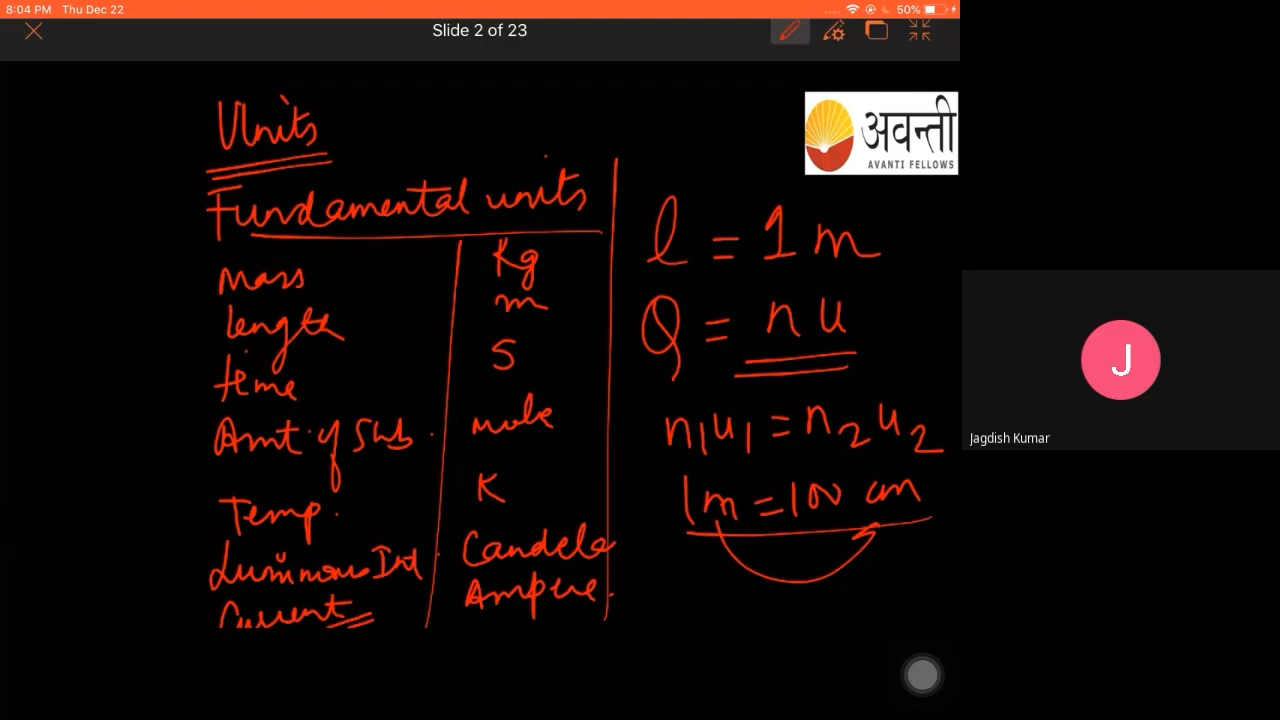 8:04 PM Thu Dec 22
50%
Slide 2 of 23
अवन्ती
AVANTI FELLOWS
Units
Fundamental units
Mass Kg
length m
time S
Amt. of Sub. mole
Temp. K
Luminous Int. Candela
Current Ampere.
l = 1 m
Q = n u
n₁u₁ = n₂u₂
1m = 100 cm
J
Jagdish Kumar